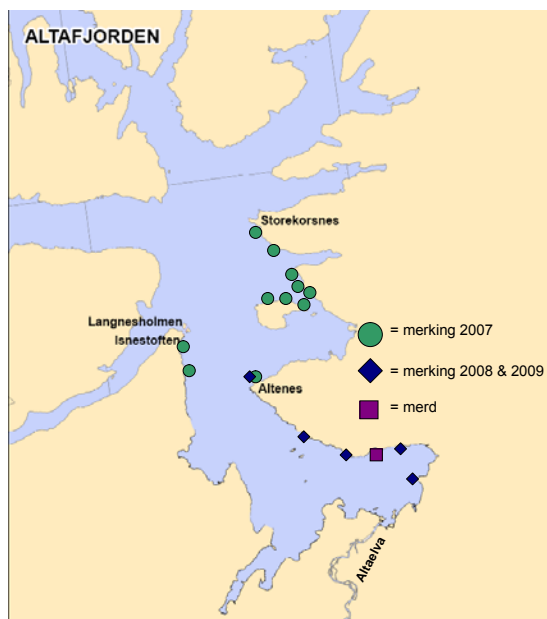 ALTAFJORDEN
Storekorsnes
Langnesholmen
Isnestoften
= merking 2007
= merking 2008 & 2009
Altenes
= merd
Altaelva